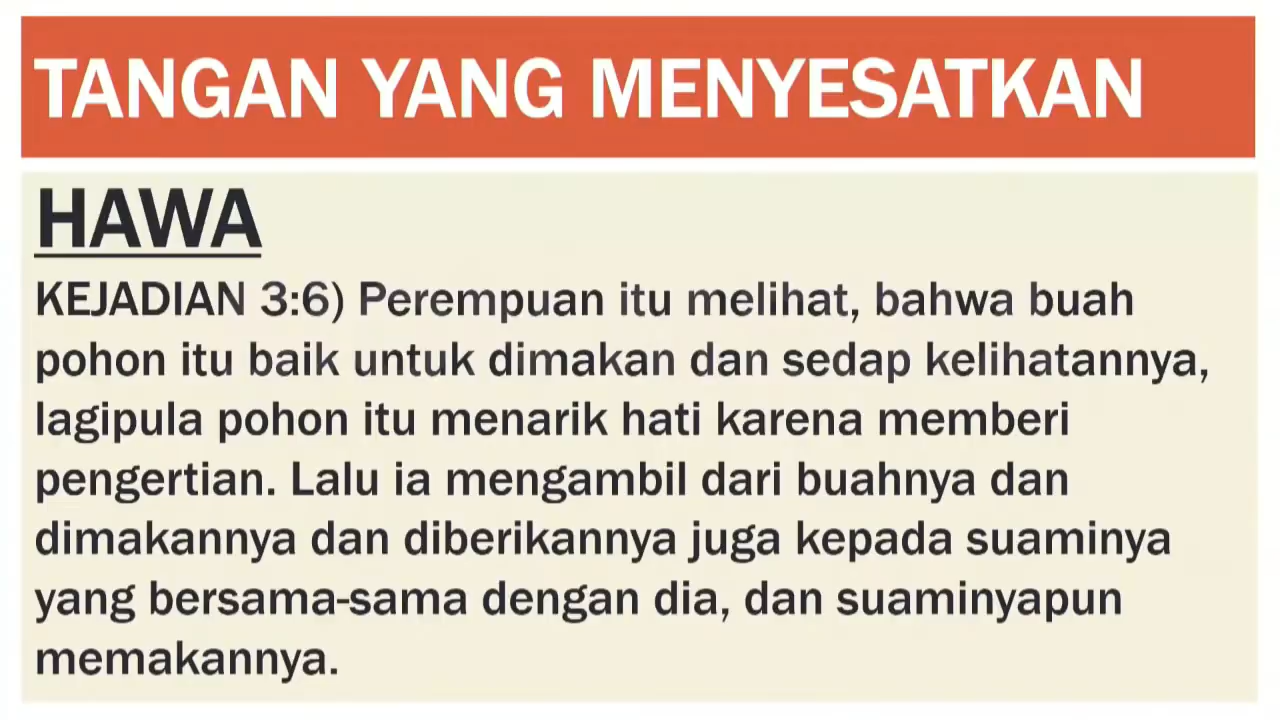 TANGAN YANG MENYESATKAN
HAWA
KEJADIAN 3:6) Perempuan itu melihat, bahwa buah
pohon itu baik untuk dimakan dan sedap kelihatannya,
lagipula pohon itu menarik hati karena memberi
pengertian. Lalu ia mengambil dari buahnya dan
dimakannya dan diberikannya juga kepada suaminya
yang bersama-sama dengan dia, dan suaminyapun
memakannya.